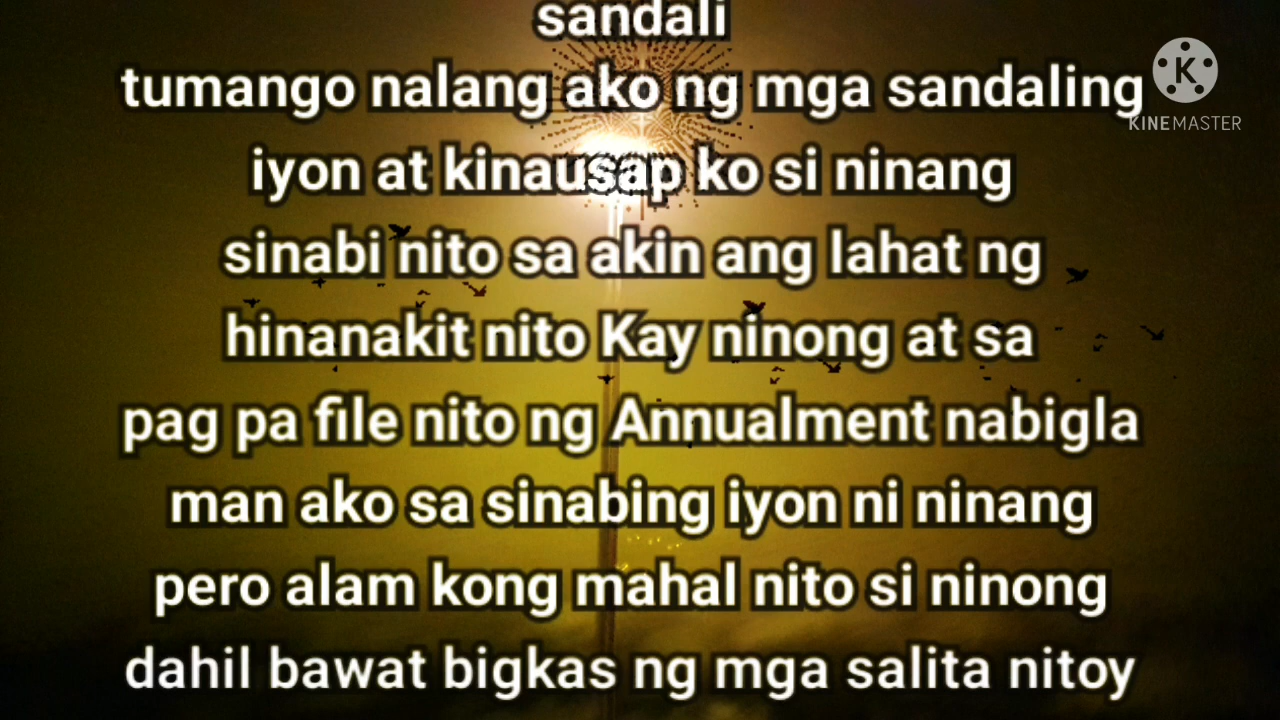 sandali
tumango nalang ako ng mga sandaling
iyon at kinausap ko si ninang
sinabi nito sa akin ang lahat ng
hinanakit nito Kay ninong at sa
pag pa file nito ng Annualment nabigla
man ako sa sinabing iyon ni ninang
pero alam kong mahal nito si ninong
dahil bawat bigkas ng mga salita nitoy
K
KINEMASTER